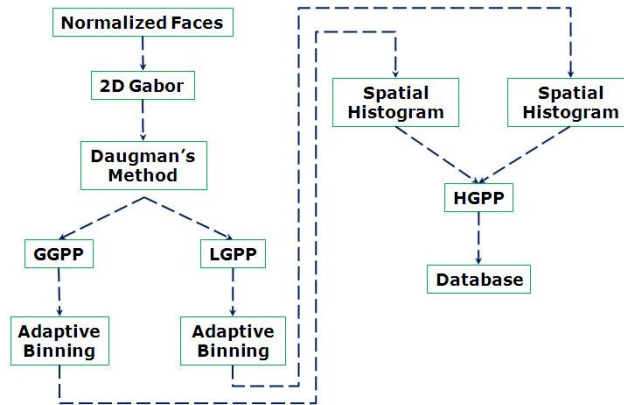 Normalized Faces
2D Gabor
Daugman's
Method
GGPP
LGPP
Adaptive
Binning
Adaptive
Binning
Spatial
Histogram
Spatial
Histogram
HGPP
Database